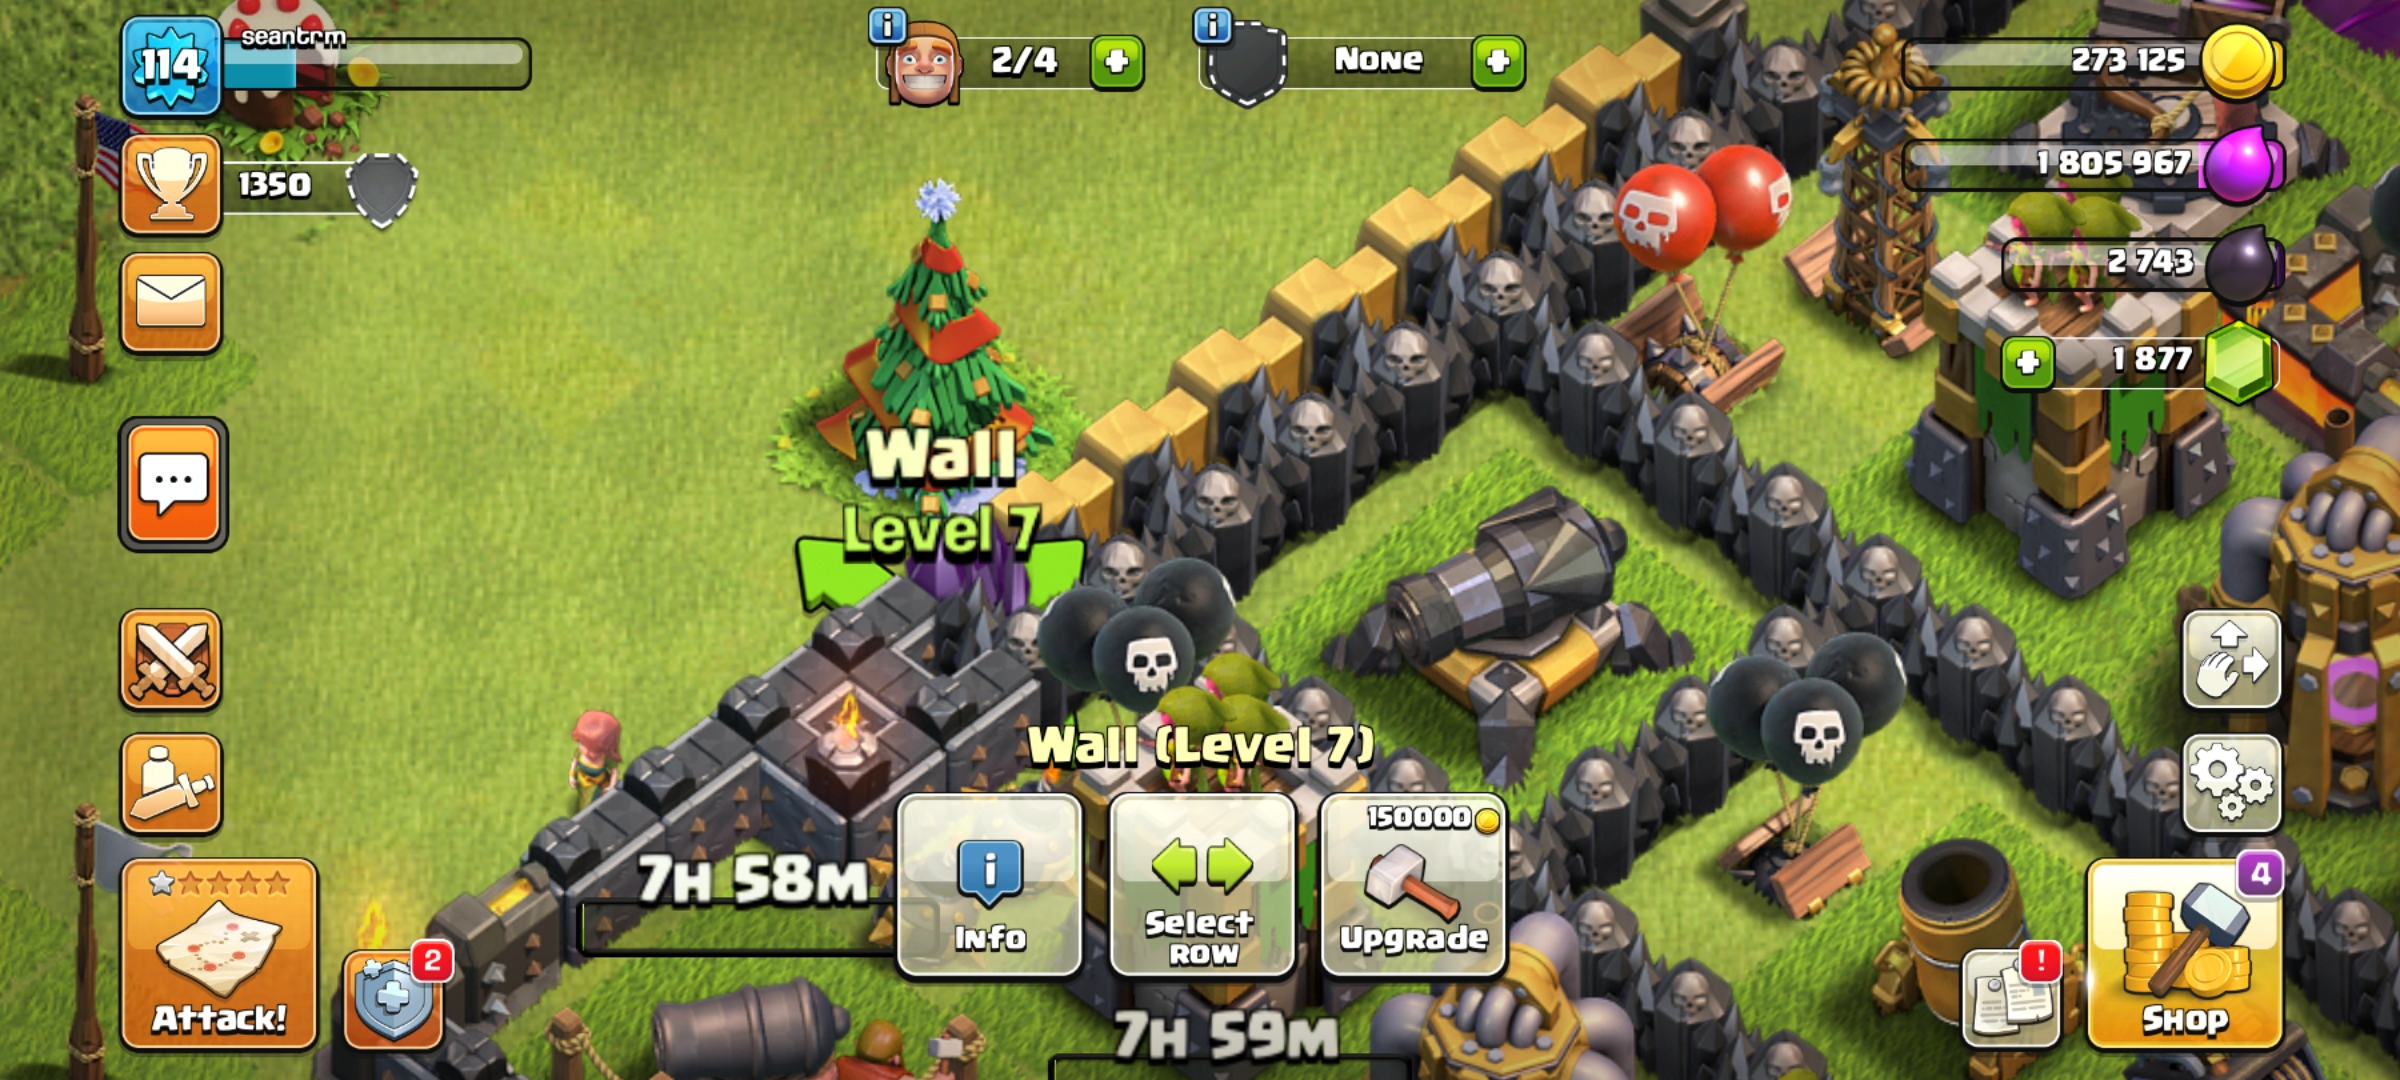 114
seantrm
2/4
None
273 125
1350
1 805 967
2 743
1 877
Wall
Level 7
Wall (Level 7)
150000
7H 58M
Info
Select
Row
Upgrade
4
2
!
Attack!
Shop
7H 59M